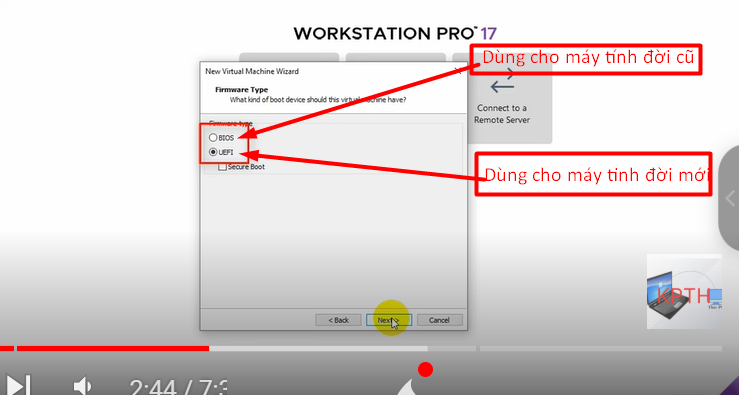 WORKSTATION PRO™ 17
Dùng cho máy tính đời cũ
New Virtual Machine Wizard
Firmware Type
What kind of boot device should this virtual machine have?
Connect to a
Remote Server
Firmware type
BIOS
UEFI
Secure Boot
Dùng cho máy tính đời mới
KPTH
< Back
Next >
Cancel
2:44 / 7:3